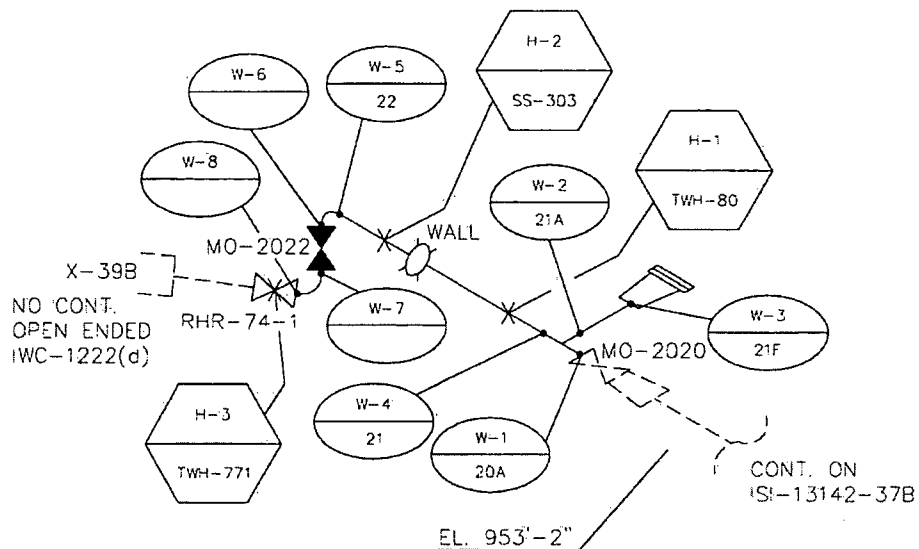 H-2
SS-303
W-6
W-5
22
H-1
TWH-80
W-8
W-2
21A
WALL
MO-2022
X-39B
NO CONT.
OPEN ENDED
IWC-1222(d)
RHR-74-1
W-7
W-3
21F
MO-2020
H-3
TWH-771
W-4
21
W-1
20A
CONT. ON
ISI-13142-37B
EL. 953'-2"